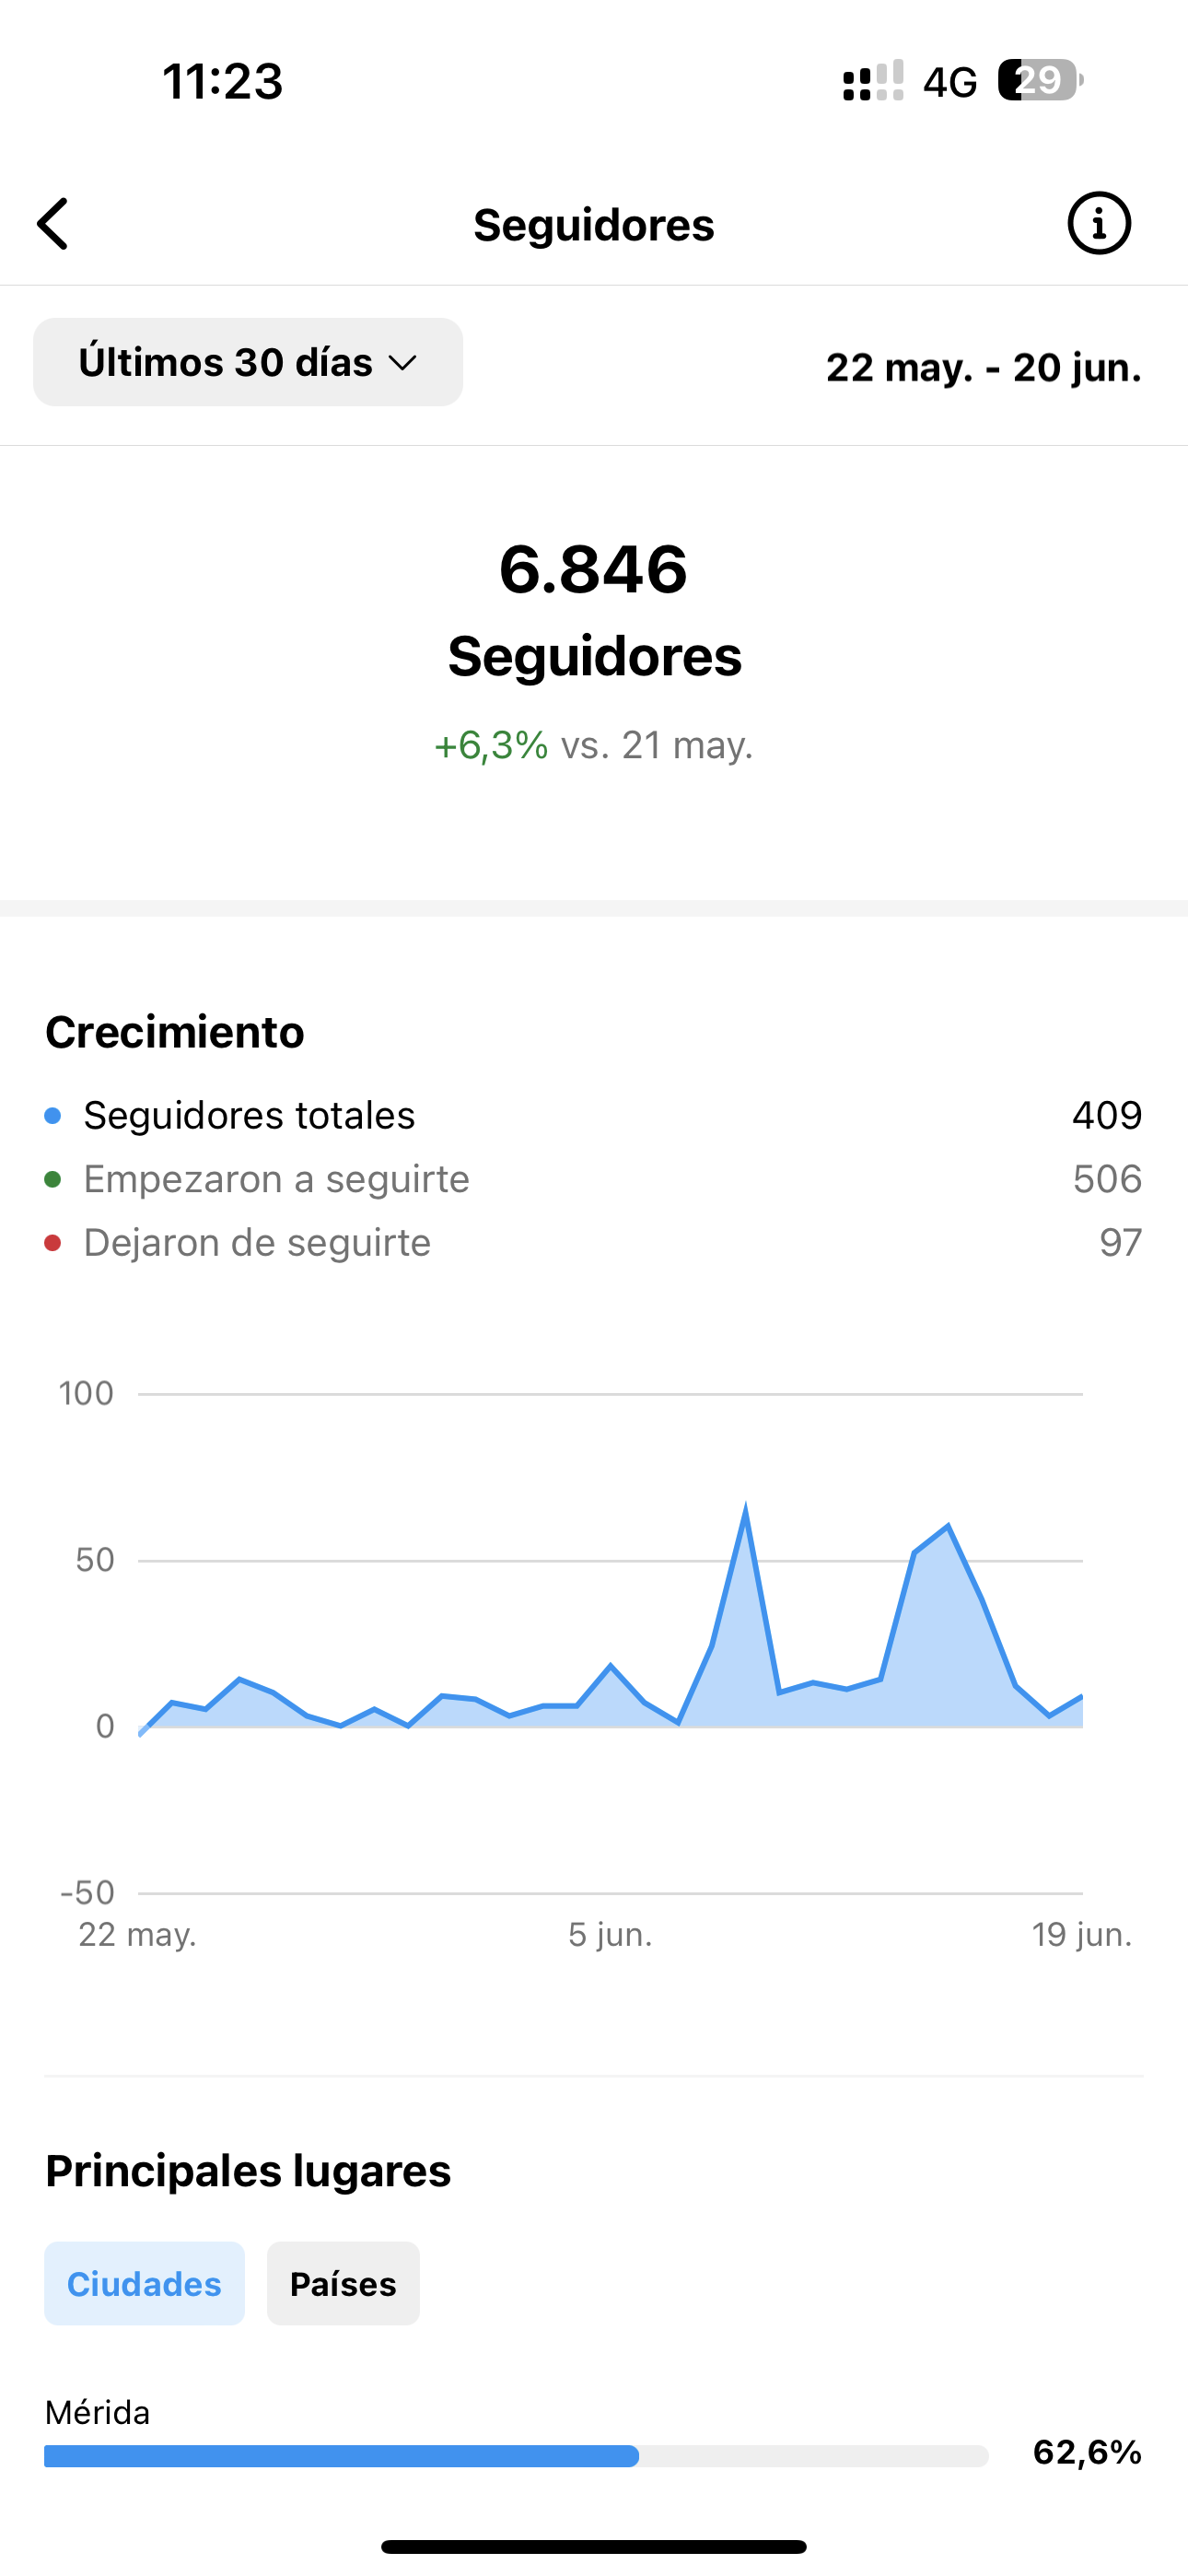 11:23
4G 29
Seguidores
Últimos 30 días
22 may. - 20 jun.
6.846
Seguidores
+6,3% vs. 21 may.
Crecimiento
Seguidores totales 409
Empezaron a seguirte 506
Dejaron de seguirte 97
100
50
0
-50
22 may. 5 jun. 19 jun.
Principales lugares
Ciudades Países
Mérida
62,6%